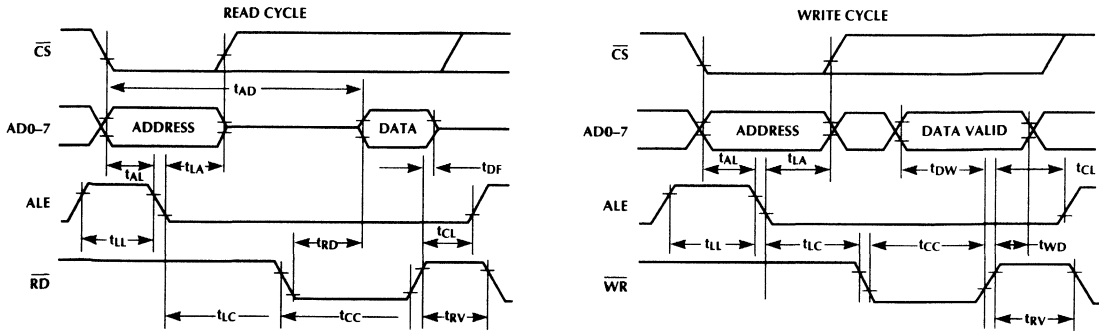 READ CYCLE
CS
tAD
AD0–7
ADDRESS
DATA
tAL
tLA
tDF
ALE
tLL
tRD
tCL
RD
tLC
tCC
tRV
WRITE CYCLE
CS
AD0–7
ADDRESS
DATA VALID
tAL
tLA
tDW
tCL
ALE
tLL
tLC
tCC
tWD
WR
tRV